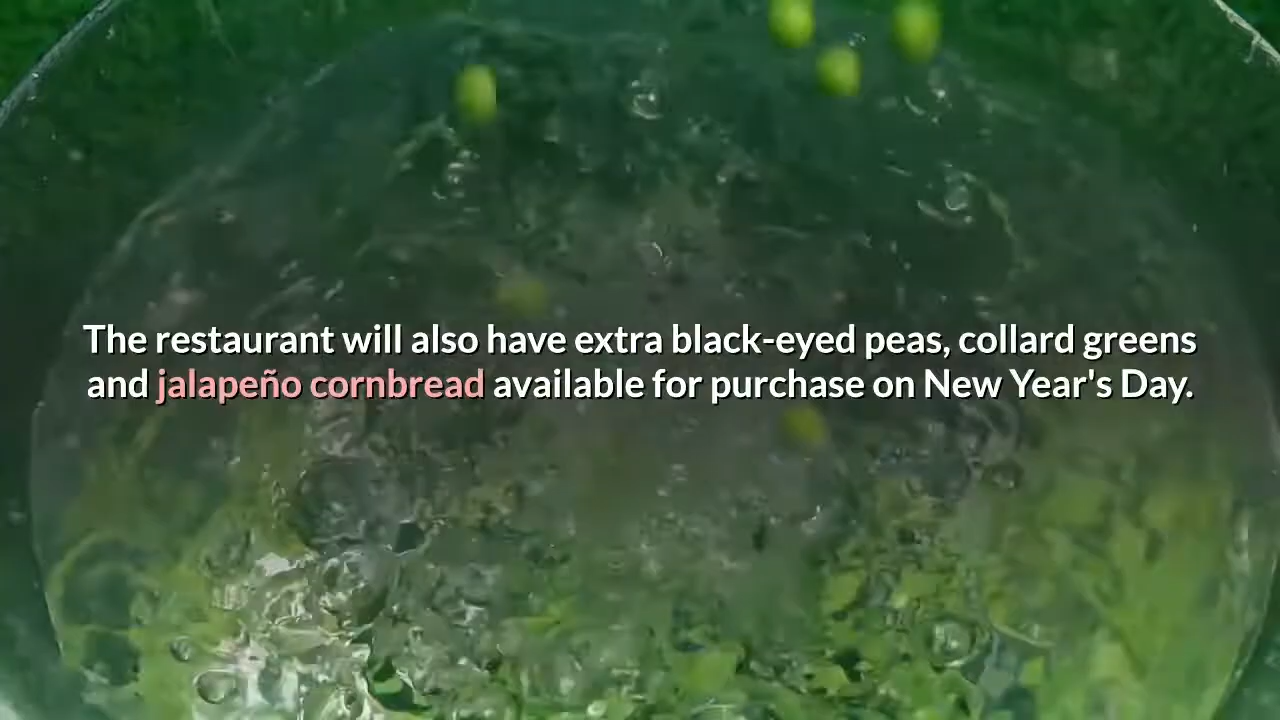 The restaurant will also have extra black-eyed peas, collard greens
and jalapeño cornbread available for purchase on New Year's Day.